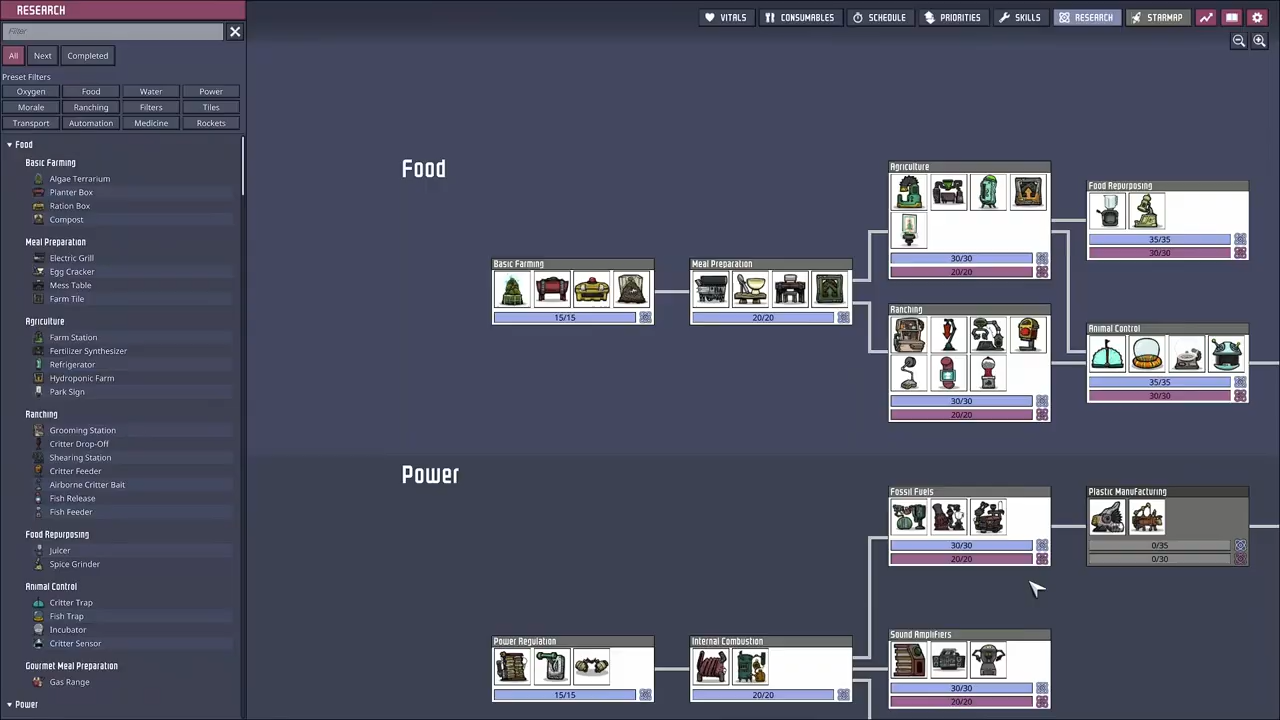 RESEARCH
VITALS
CONSUMABLES
SCHEDULE
PRIORITIES
SKILLS
RESEARCH
STARMAP
Filter
All
Next
Completed
Preset Filters
Oxygen
Food
Water
Power
Morale
Ranching
Filters
Tiles
Transport
Automation
Medicine
Rockets
Food
Basic Farming
Algae Terrarium
Planter Box
Ration Box
Compost
Meal Preparation
Electric Grill
Egg Cracker
Mess Table
Farm Tile
Agriculture
Farm Station
Fertilizer Synthesizer
Refrigerator
Hydroponic Farm
Park Sign
Ranching
Grooming Station
Critter Drop-Off
Shearing Station
Critter Feeder
Airborne Critter Bait
Fish Release
Fish Feeder
Food Repurposing
Juicer
Spice Grinder
Animal Control
Critter Trap
Fish Trap
Incubator
Critter Sensor
Gourmet Meal Preparation
Gas Range
Power
Food
Basic Farming
15/15
Meal Preparation
20/20
Agriculture
30/30
20/20
Food Repurposing
35/35
30/30
Ranching
30/30
20/20
Animal Control
35/35
30/30
Power
Fossil Fuels
30/30
20/20
Plastic Manufacturing
0/35
0/30
Power Regulation
15/15
Internal Combustion
20/20
Sound Amplifiers
30/30
20/20